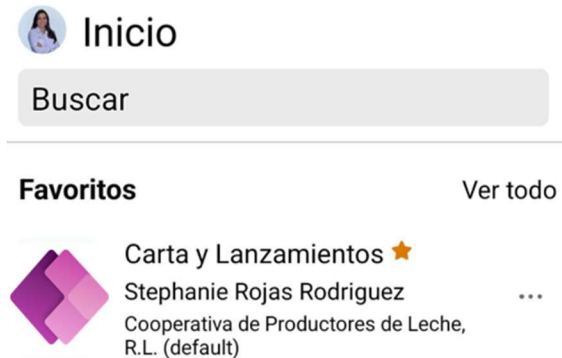 Inicio
Buscar
Favoritos
Ver todo
Carta y Lanzamientos
Stephanie Rojas Rodriguez
Cooperativa de Productores de Leche,
R.L. (default)